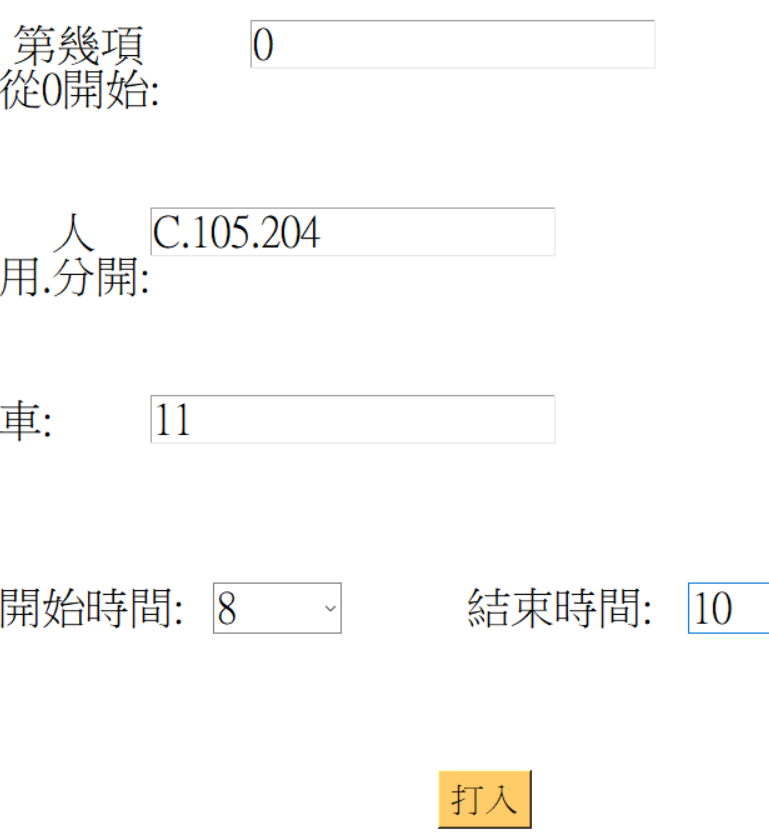 第幾項 0
從0開始:
人 C.105.204
用.分開:
車: 11
開始時間: 8 結束時間: 10
打入